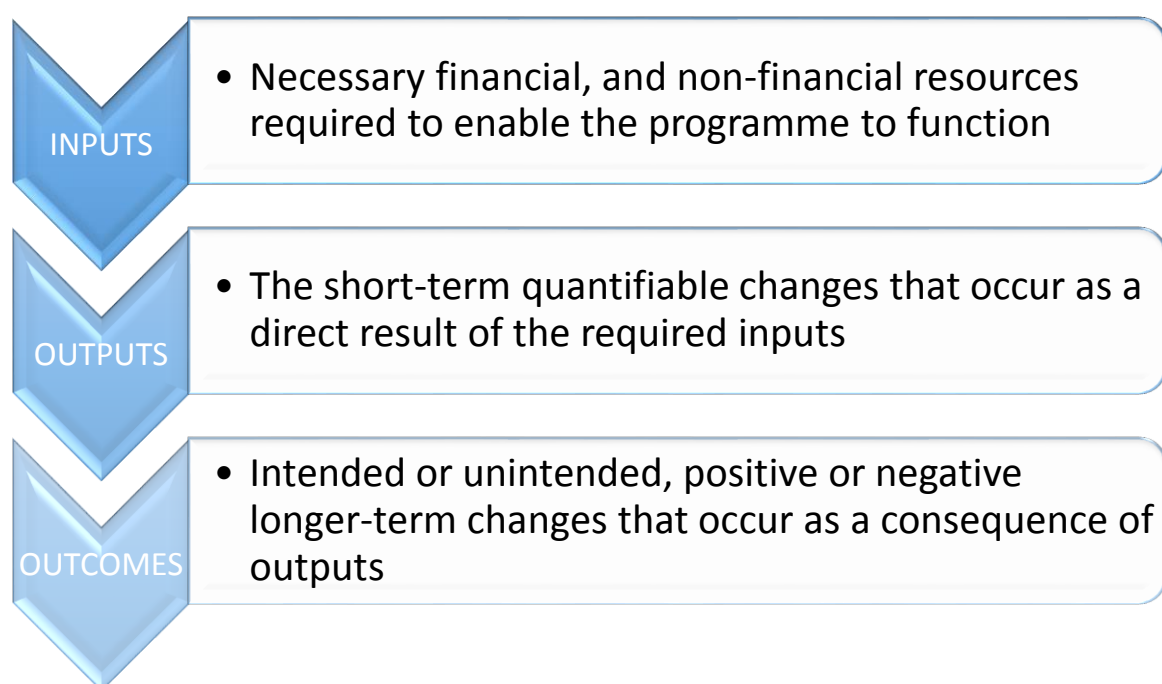 INPUTS
• Necessary financial, and non-financial resources
required to enable the programme to function
OUTPUTS
• The short-term quantifiable changes that occur as a
direct result of the required inputs
OUTCOMES
• Intended or unintended, positive or negative
longer-term changes that occur as a consequence of
outputs